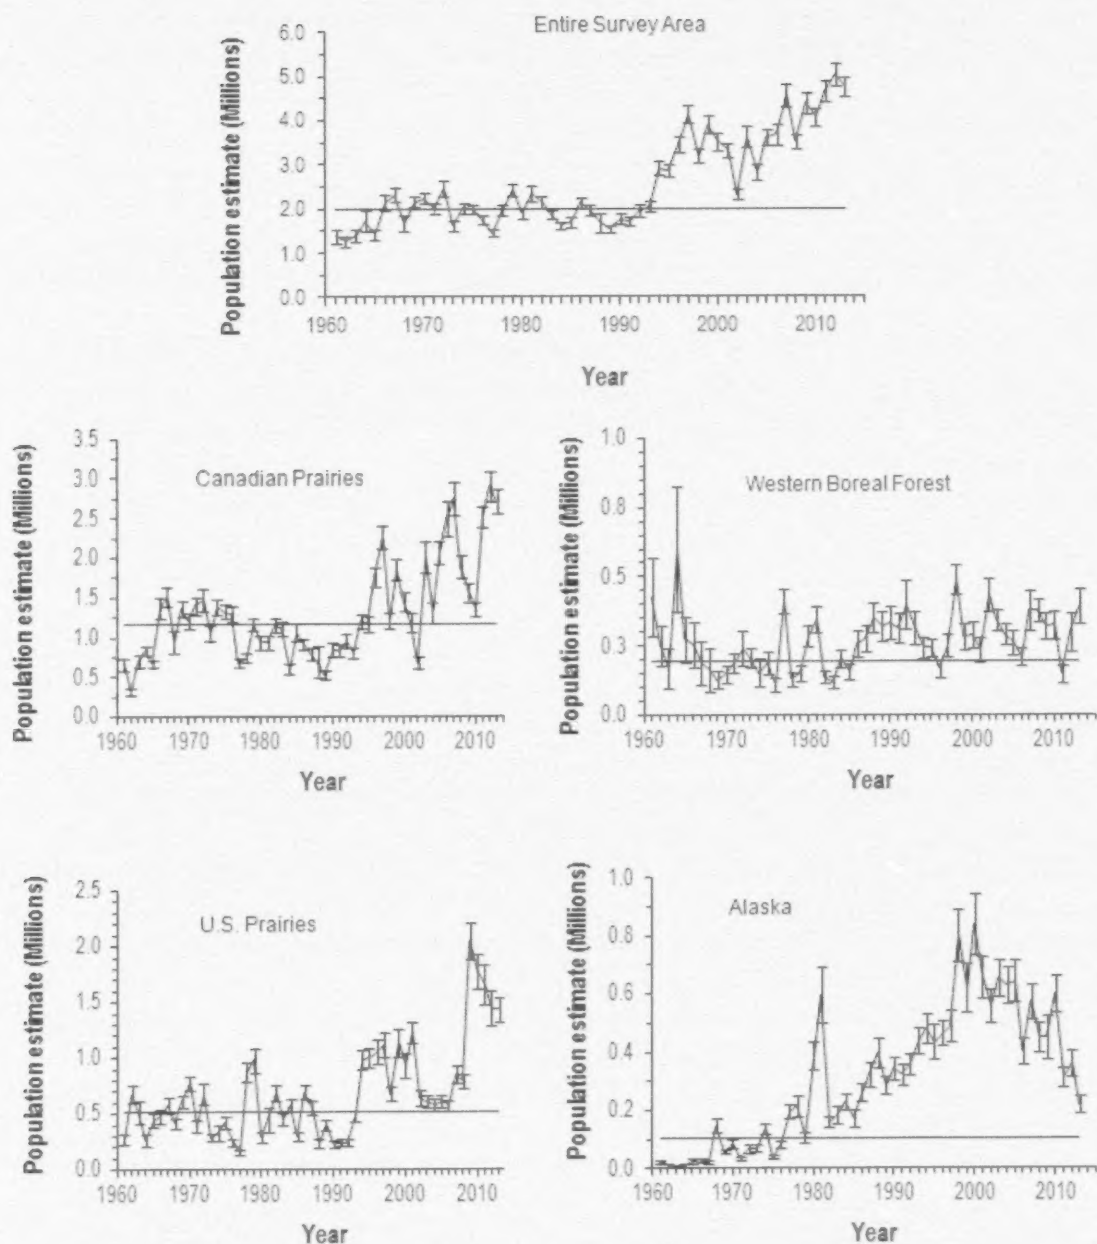 Entire Survey Area
Population estimate (Millions)
6.0
5.0
4.0
3.0
2.0
1.0
0.0
1960 1970 1980 1990 2000 2010
Year
Canadian Prairies
Population estimate (Millions)
3.5
3.0
2.5
2.0
1.5
1.0
0.5
0.0
1960 1970 1980 1990 2000 2010
Year
Western Boreal Forest
Population estimate (Millions)
1.0
0.8
0.5
0.3
0.0
1960 1970 1980 1990 2000 2010
Year
U.S. Prairies
Population estimate (Millions)
2.5
2.0
1.5
1.0
0.5
0.0
1960 1970 1980 1990 2000 2010
Year
Alaska
Population estimate (Millions)
1.0
0.8
0.6
0.4
0.2
0.0
1960 1970 1980 1990 2000 2010
Year